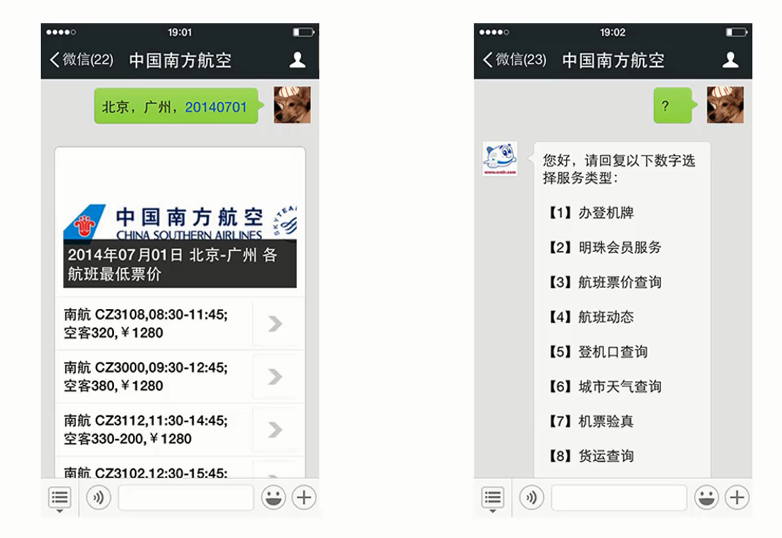 19:01
微信(22) 中国南方航空
北京，广州，20140701
中国南方航空
CHINA SOUTHERN AIRLINES
SKYTEAM
2014年07月01日 北京-广州 各
航班最低票价
南航 CZ3108,08:30-11:45;
空客320,￥1280
南航 CZ3000,09:30-12:45;
空客380,￥1280
南航 CZ3112,11:30-14:45;
空客330-200,￥1280
南航 CZ3102,12:30-15:45;
19:02
微信(23) 中国南方航空
?
www.csair.com
您好，请回复以下数字选
择服务类型：
【1】办登机牌
【2】明珠会员服务
【3】航班票价查询
【4】航班动态
【5】登机口查询
【6】城市天气查询
【7】机票验真
【8】货运查询